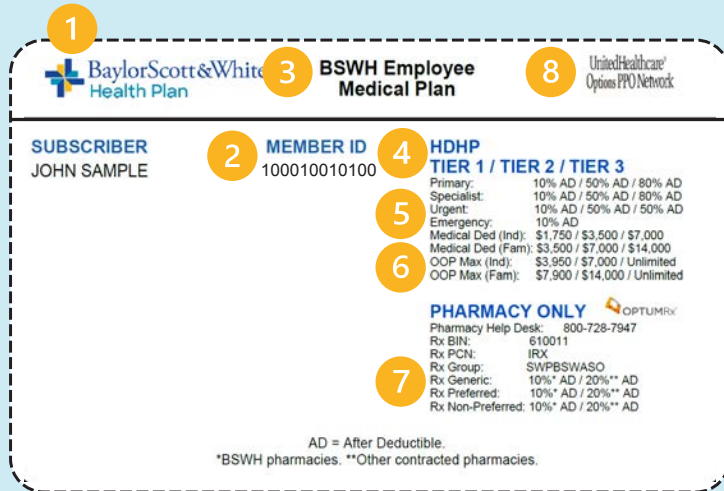 1
BaylorScott&White
Health Plan
3
BSWH Employee
Medical Plan
8
UnitedHealthcare®
Options PPO Network
SUBSCRIBER
JOHN SAMPLE
2
MEMBER ID
100010010100
4
HDHP
TIER 1 / TIER 2 / TIER 3
Primary: 10% AD / 50% AD / 80% AD
Specialist: 10% AD / 50% AD / 80% AD
5
Urgent: 10% AD / 50% AD / 50% AD
Emergency: 10% AD
Medical Ded (Ind): $1,750 / $3,500 / $7,000
Medical Ded (Fam): $3,500 / $7,000 / $14,000
6
OOP Max (Ind): $3,950 / $7,000 / Unlimited
OOP Max (Fam): $7,900 / $14,000 / Unlimited
PHARMACY ONLY OPTUMRx
Pharmacy Help Desk: 800-728-7947
Rx BIN: 610011
Rx PCN: IRX
7
Rx Group: SWPBSWASO
Rx Generic: 10%* AD / 20%** AD
Rx Preferred: 10%* AD / 20%** AD
Rx Non-Preferred: 10%* AD / 20%** AD
AD = After Deductible.
*BSWH pharmacies. **Other contracted pharmacies.